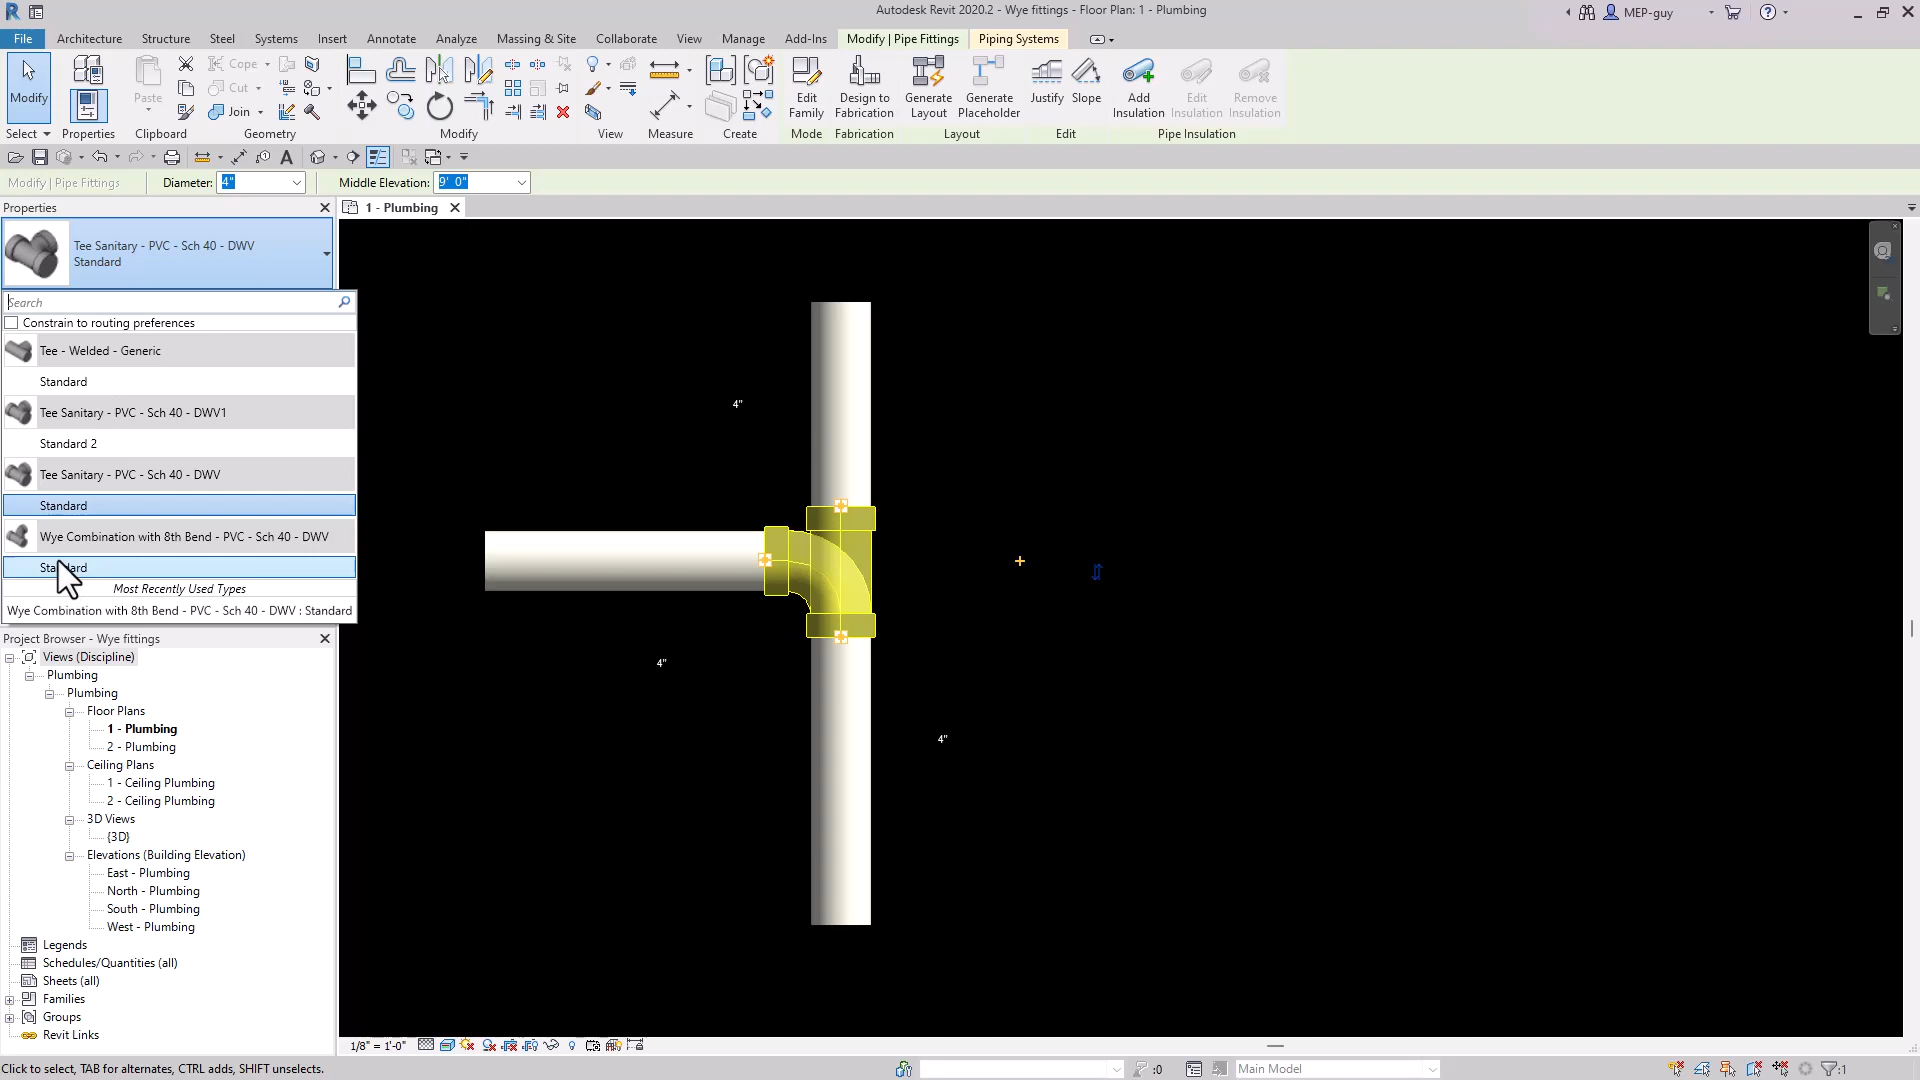 Autodesk Revit 2020.2 - Wye fittings - Floor Plan: 1 - Plumbing
MEP-guy
File Architecture Structure Steel Systems Insert Annotate Analyze Massing & Site Collaborate View Manage Add-Ins Modify | Pipe Fittings Piping Systems
Modify
Select
Properties
Paste
Clipboard
Cope
Cut
Join
Geometry
Modify
View
Measure
Create
Edit Family
Mode
Design to Fabrication
Fabrication
Generate Layout
Generate Placeholder
Layout
Justify
Slope
Edit
Add Insulation
Edit Insulation
Remove Insulation
Pipe Insulation
Modify | Pipe Fittings
Diameter: 4"
Middle Elevation: 9' 0"
Properties
1 - Plumbing
Tee Sanitary - PVC - Sch 40 - DWV
Standard
Search
Constrain to routing preferences
Tee - Welded - Generic
Standard
Tee Sanitary - PVC - Sch 40 - DWV1
Standard 2
Tee Sanitary - PVC - Sch 40 - DWV
Standard
Wye Combination with 8th Bend - PVC - Sch 40 - DWV
Standard
Most Recently Used Types
Wye Combination with 8th Bend - PVC - Sch 40 - DWV : Standard
Project Browser - Wye fittings
Views (Discipline)
Plumbing
Plumbing
Floor Plans
1 - Plumbing
2 - Plumbing
Ceiling Plans
1 - Ceiling Plumbing
2 - Ceiling Plumbing
3D Views
{3D}
Elevations (Building Elevation)
East - Plumbing
North - Plumbing
South - Plumbing
West - Plumbing
Legends
Schedules/Quantities (all)
Sheets (all)
Families
Groups
Revit Links
4"
4"
4"
1/8" = 1'-0"
Click to select, TAB for alternates, CTRL adds, SHIFT unselects.
:0
Main Model
:1